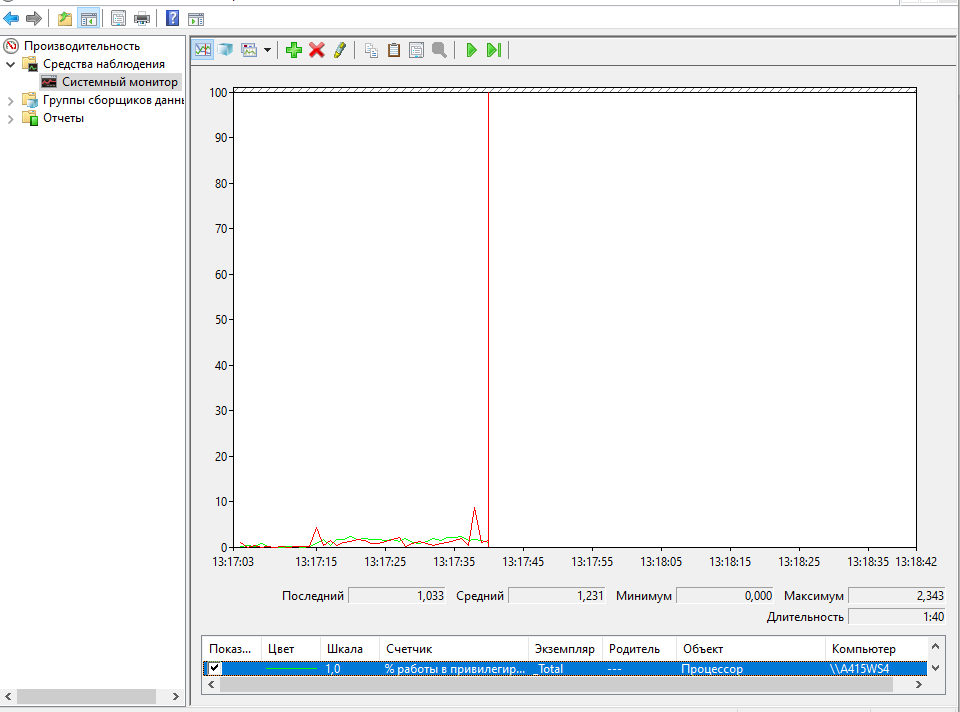 Производительность
Средства наблюдения
Системный монитор
Группы сборщиков данн
Отчеты
100
90
80
70
60
50
40
30
20
10
0
13:17:03 13:17:15 13:17:25 13:17:35 13:17:45 13:17:55 13:18:05 13:18:15 13:18:25 13:18:35 13:18:42
Последний 1,033 Средний 1,231 Минимум 0,000 Максимум 2,343
Длительность 1:40
Показ... Цвет Шкала Счетчик Экземпляр Родитель Объект Компьютер
1,0 % работы в привилегир... _Total --- Процессор \\A415WS4